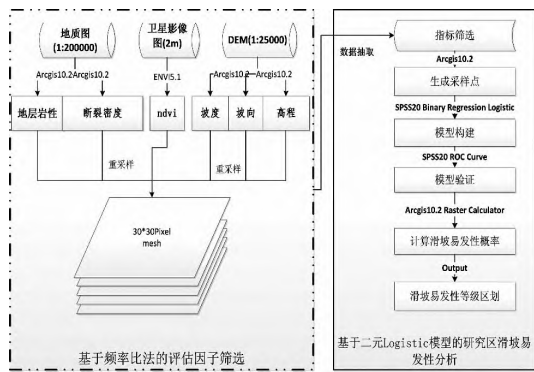 地质图
(1:200000)
卫星影像
图(2m)
DEM(1:25000)
Arcgis10.2
Arcgis10.2
ENVI5.1
Arcgis10.2
Arcgis10.2
地层岩性
断裂密度
ndvi
坡度
坡向
高程
重采样
重采样
30*30Pixel
mesh
基于频率比法的评估因子筛选
数据抽取
指标筛选
Arcgis10.2
生成采样点
SPSS20 Binary Regression Logistic
模型构建
SPSS20 ROC Curve
模型验证
Arcgis10.2 Raster Calculator
计算滑坡易发性概率
Output
滑坡易发性等级区划
基于二元Logistic模型的研究区滑坡易
发性分析